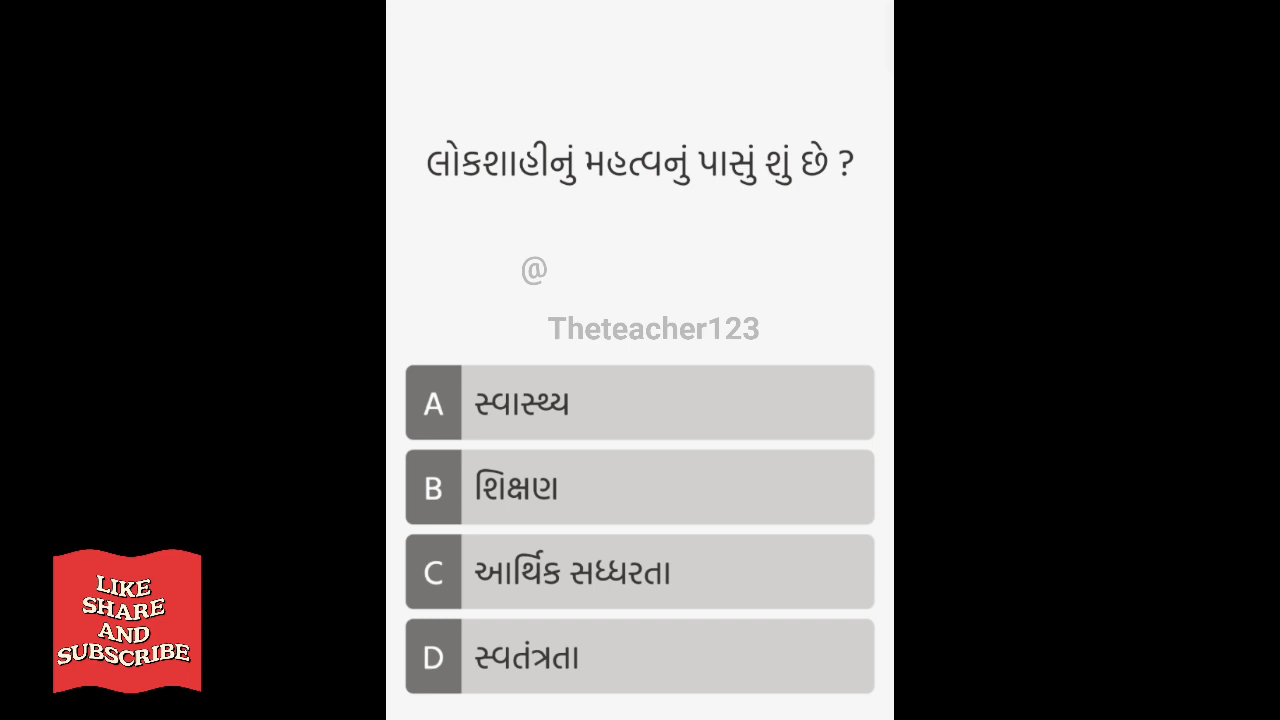 લોકશાહીનું મહત્વનું પાસું શું છે ?
@
Theteacher123
A સ્વાસ્થ્ય
B શિક્ષણ
C આર્થિક સધ્ધરતા
D સ્વતંત્રતા
LIKE
SHARE
AND
SUBSCRIBE